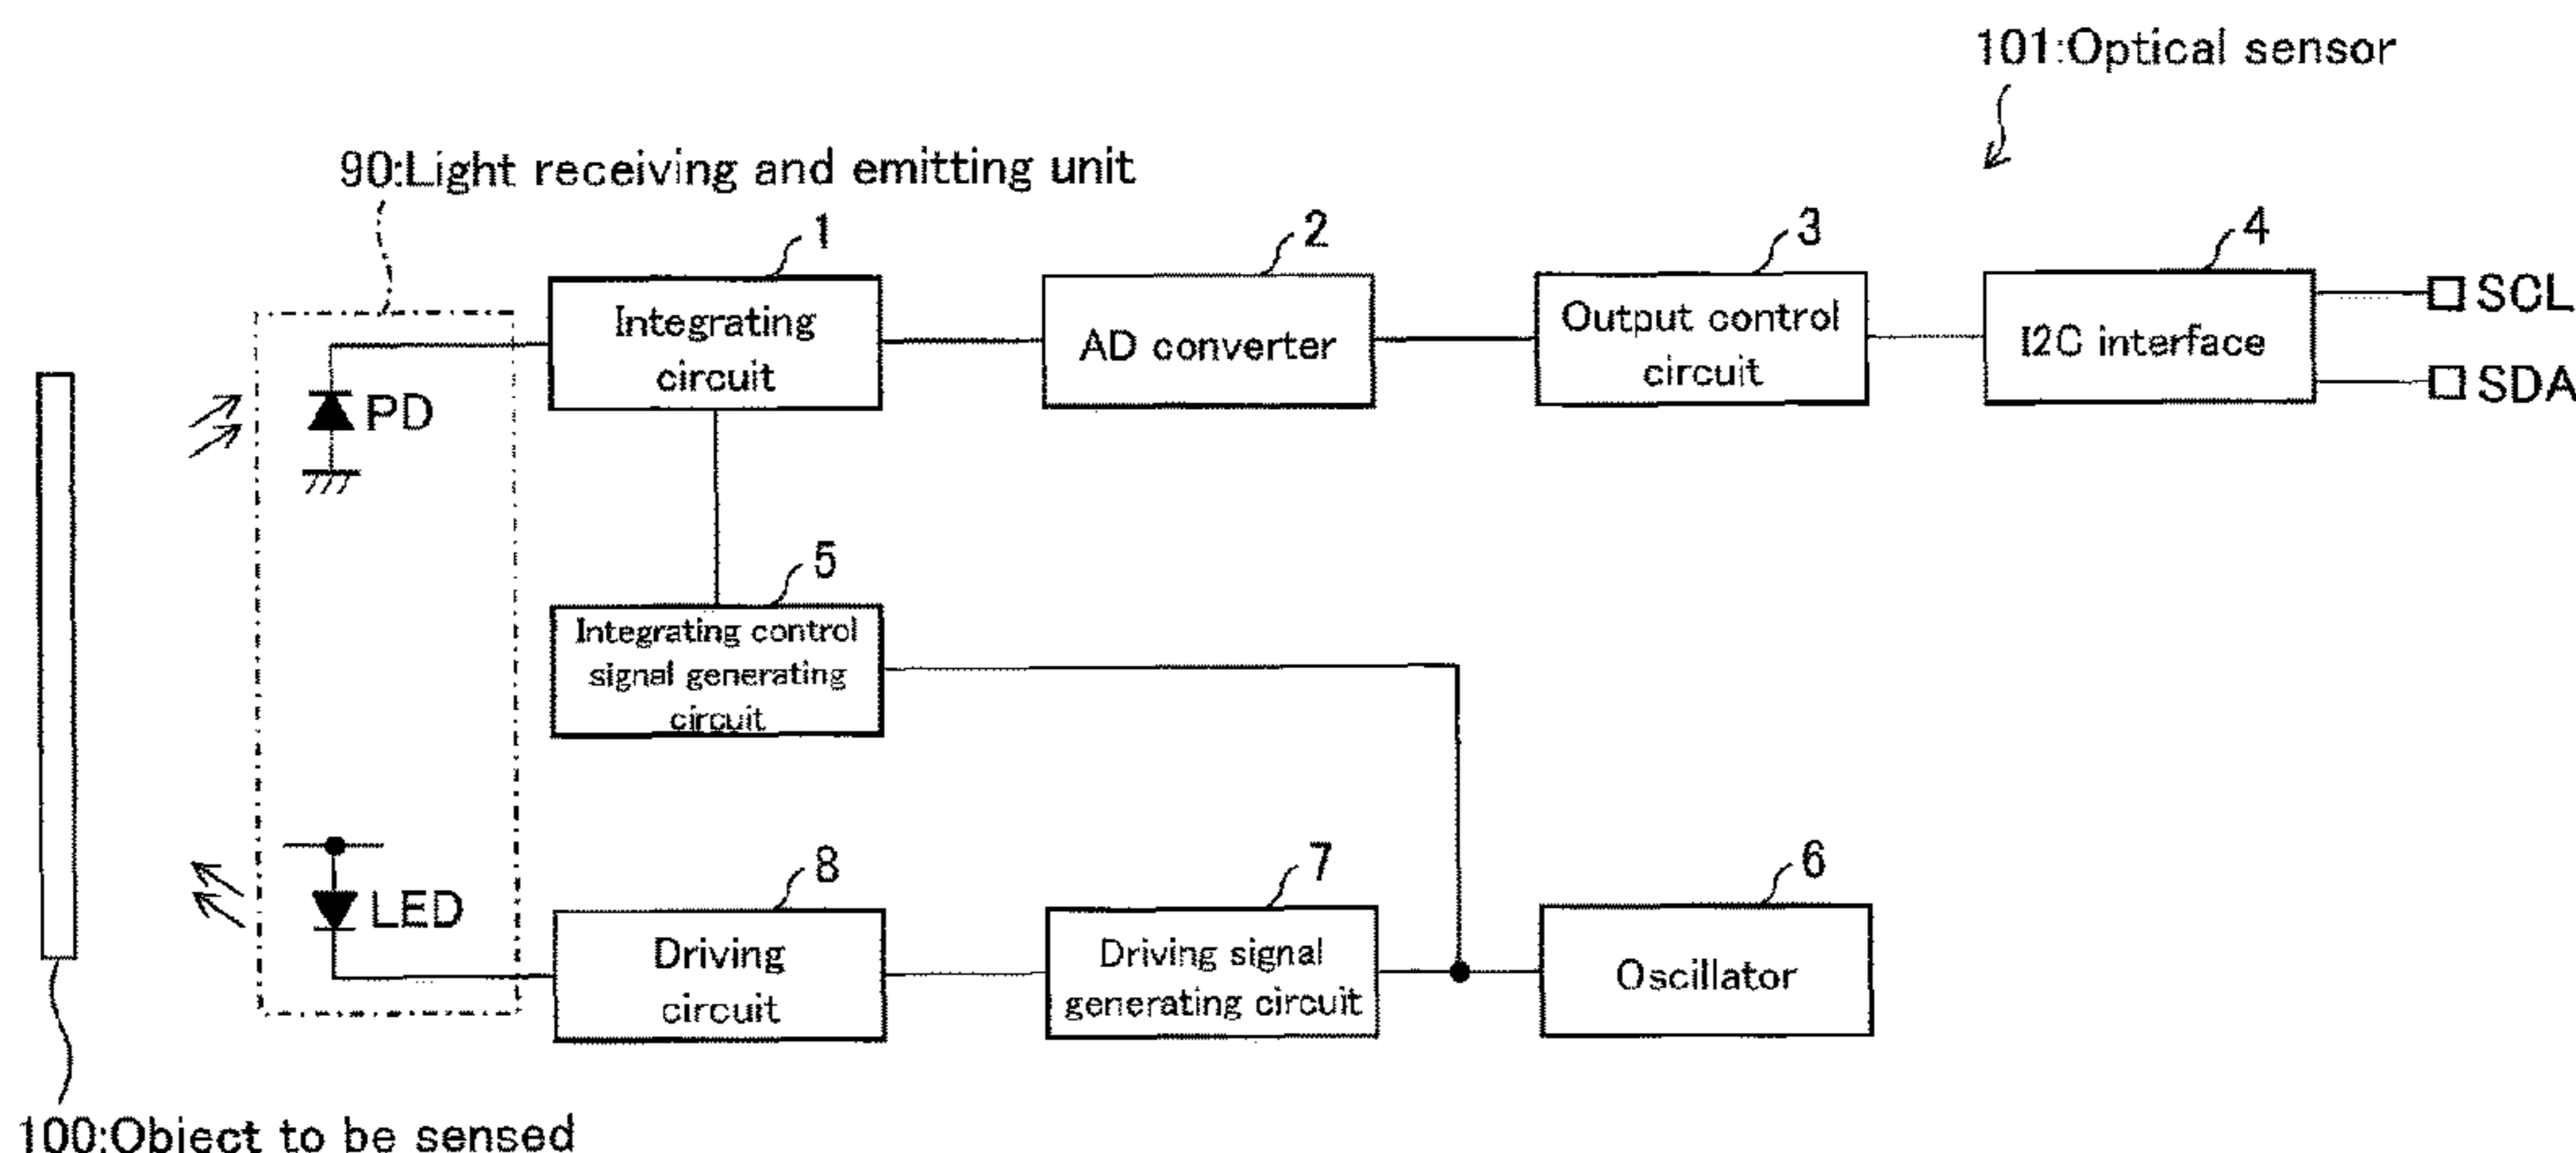 101:Optical sensor
90:Light receiving and emitting unit
1
2
3
4
Integrating
circuit
AD converter
Output control
circuit
I2C interface
SCL
SDA
PD
5
Integrating control
signal generating
circuit
LED
8
7
6
Driving
circuit
Driving signal
generating circuit
Oscillator
100:Object to be sensed